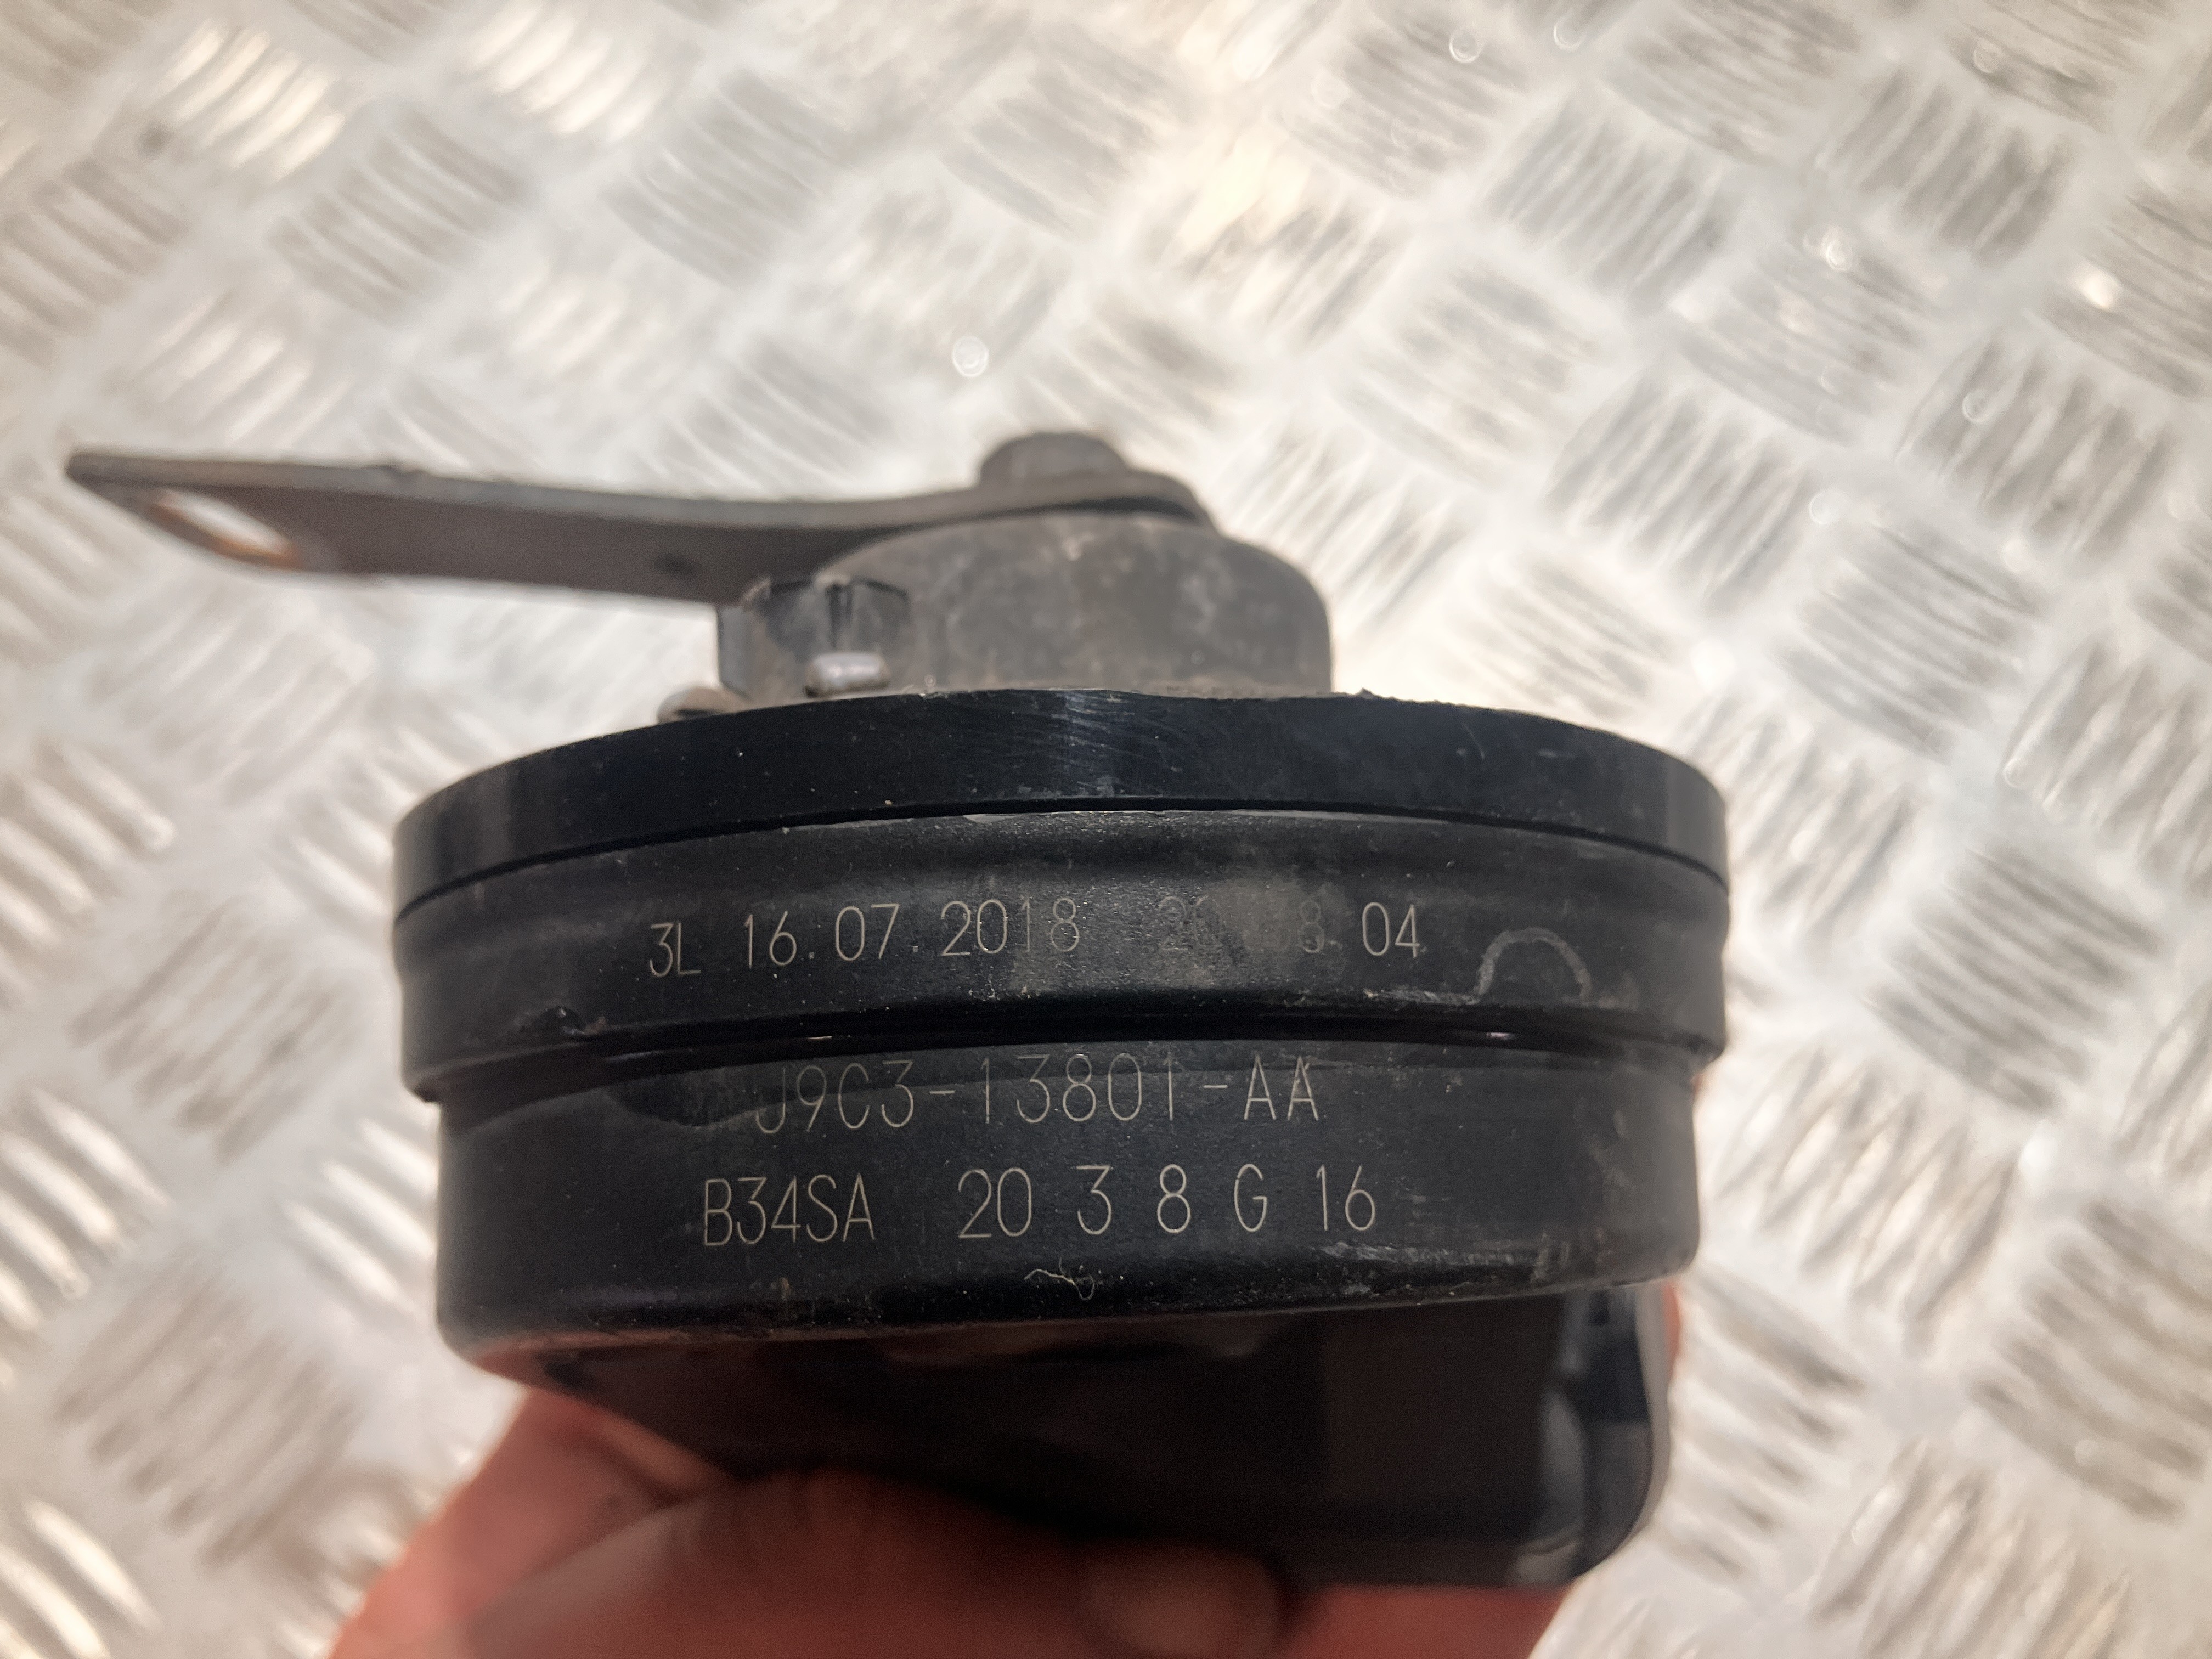 3L 16.07.2018 04
J9C3-13801-AA
B34SA 20 3 8 G 16